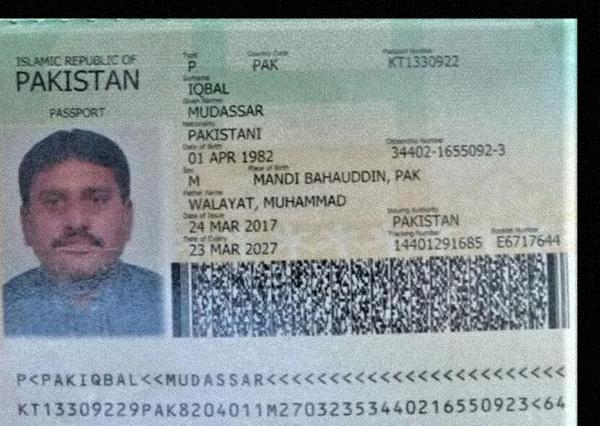 ISLAMIC REPUBLIC OF
PAKISTAN
PASSPORT
Type Country Code Passport Number
P PAK KT1330922
Surname
IQBAL
Given Names
MUDASSAR
Nationality
PAKISTANI
Date of Birth Citizenship Number
01 APR 1982 34402-1655092-3
Sex Place of Birth
M MANDI BAHAUDDIN, PAK
Father Name
WALAYAT, MUHAMMAD
Date of Issue Issuing Authority
24 MAR 2017 PAKISTAN
Date of Expiry Tracking Number Booklet Number
23 MAR 2027 14401291685 E6717644
P<PAKIQBAL<<MUDASSAR<<<<<<<<<<<<<<<<<<<<<<<<
KT13309229PAK8204011M2703235344021655​0923<64